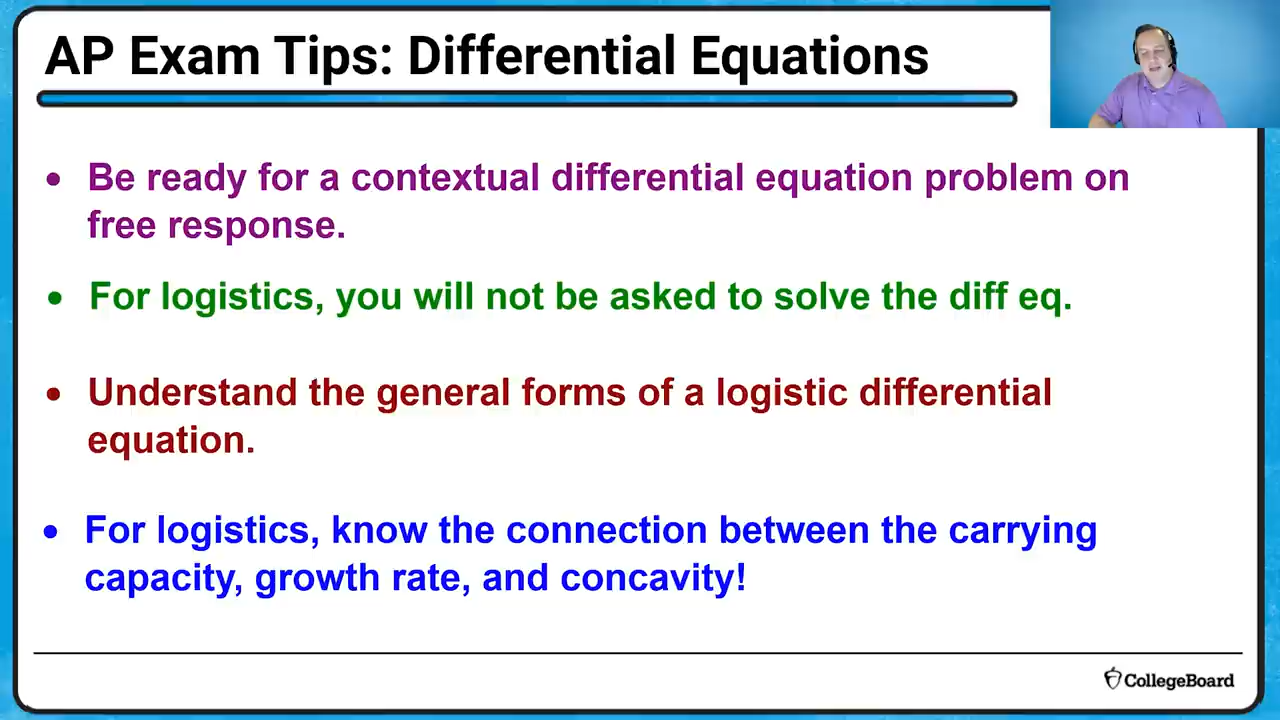 AP Exam Tips: Differential Equations
• Be ready for a contextual differential equation problem on
free response.
• For logistics, you will not be asked to solve the diff eq.
• Understand the general forms of a logistic differential
equation.
• For logistics, know the connection between the carrying
capacity, growth rate, and concavity!
CollegeBoard